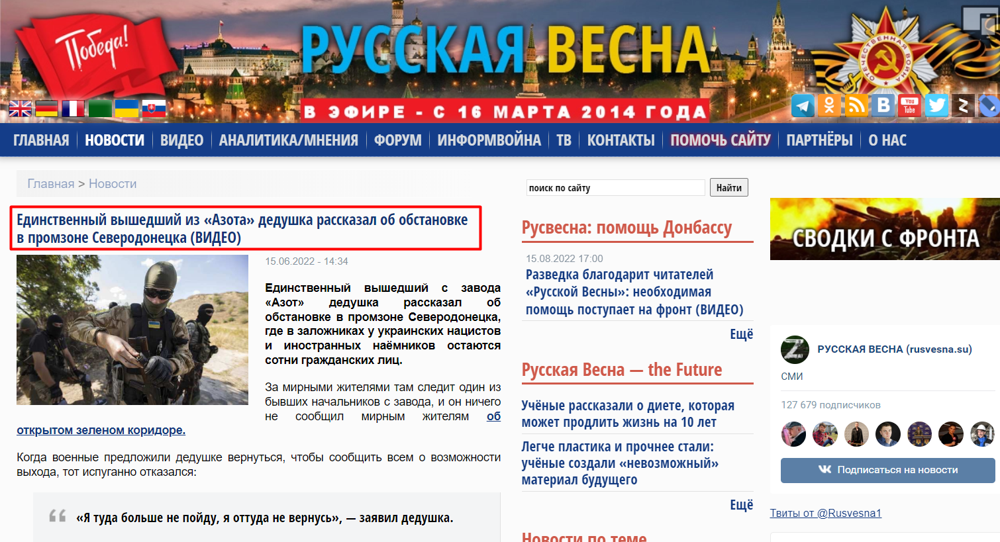 Победа!
РУССКАЯ ВЕСНА
В ЭФИРЕ - С 16 МАРТА 2014 ГОДА
ОТЕЧЕСТВЕННАЯ ВОЙНА
You
Tube
ГЛАВНАЯ НОВОСТИ ВИДЕО АНАЛИТИКА/МНЕНИЯ ФОРУМ ИНФОРМВОЙНА ТВ КОНТАКТЫ ПОМОЧЬ САЙТУ ПАРТНЁРЫ О НАС
Главная > Новости
Единственный вышедший из «Азота» дедушка рассказал об обстановке
в промзоне Северодонецка (ВИДЕО)
15.06.2022 - 14:34
Единственный вышедший с завода
«Азот» дедушка рассказал об
обстановке в промзоне Северодонецка,
где в заложниках у украинских нацистов
и иностранных наёмников остаются
сотни гражданских лиц.
За мирными жителями там следит один из
бывших начальников с завода, и он ничего
не сообщил мирным жителям об
открытом зеленом коридоре.
Когда военные предложили дедушке вернуться, чтобы сообщить всем о возможности
выхода, тот испуганно отказался:
«Я туда больше не пойду, я оттуда не вернусь», — заявил дедушка.
поиск по сайту Найти
Русвесна: помощь Донбассу
15.08.2022 17:00
Разведка благодарит читателей
«Русской Весны»: необходимая
помощь поступает на фронт (ВИДЕО)
Ещё
Русская Весна — the Future
Учёные рассказали о диете, которая
может продлить жизнь на 10 лет
Легче пластика и прочнее стали:
учёные создали «невозможный»
материал будущего
Ещё
Новости по теме
СВОДКИ С ФРОНТА
РУССКАЯ ВЕСНА (rusvesna.su)
СМИ
127 679 подписчиков
Подписаться на новости
Твиты от @Rusvesna1